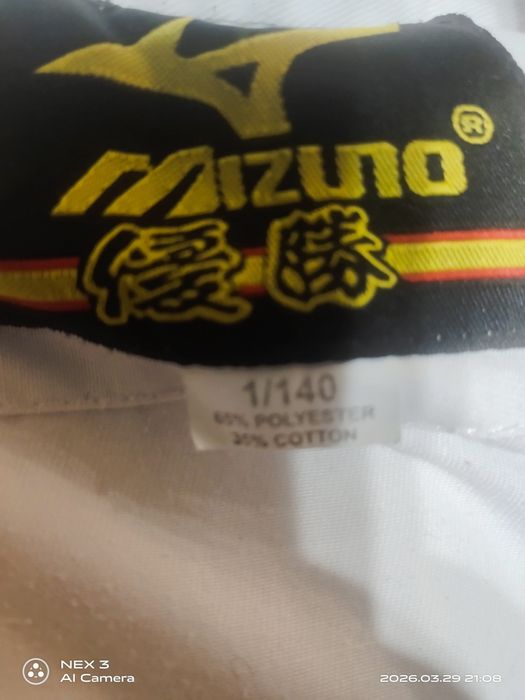 MIZUNO®
優勝
1/140
65% POLYESTER
35% COTTON
NEX 3
AI Camera
2026.03.29 21:08